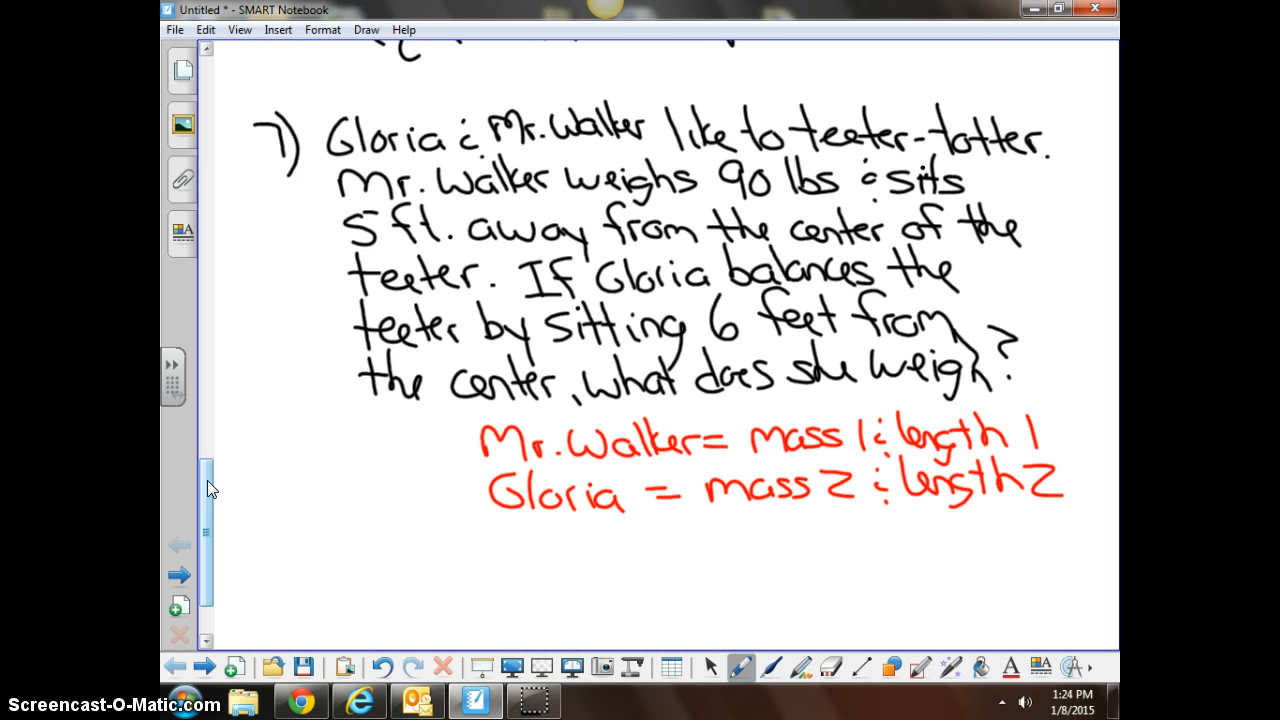 Untitled * - SMART Notebook
File Edit View Insert Format Draw Help
7) Gloria & Mr. Walker like to teeter-totter.
Mr. Walker weighs 90 lbs & sits
5 ft. away from the center of the
teeter. If Gloria balances the
teeter by sitting 6 feet from
the center, what does she weigh?
Mr. Walker = mass 1 & length 1
Gloria = mass 2 & length 2
1:24 PM
1/8/2015
Screencast-O-Matic.com